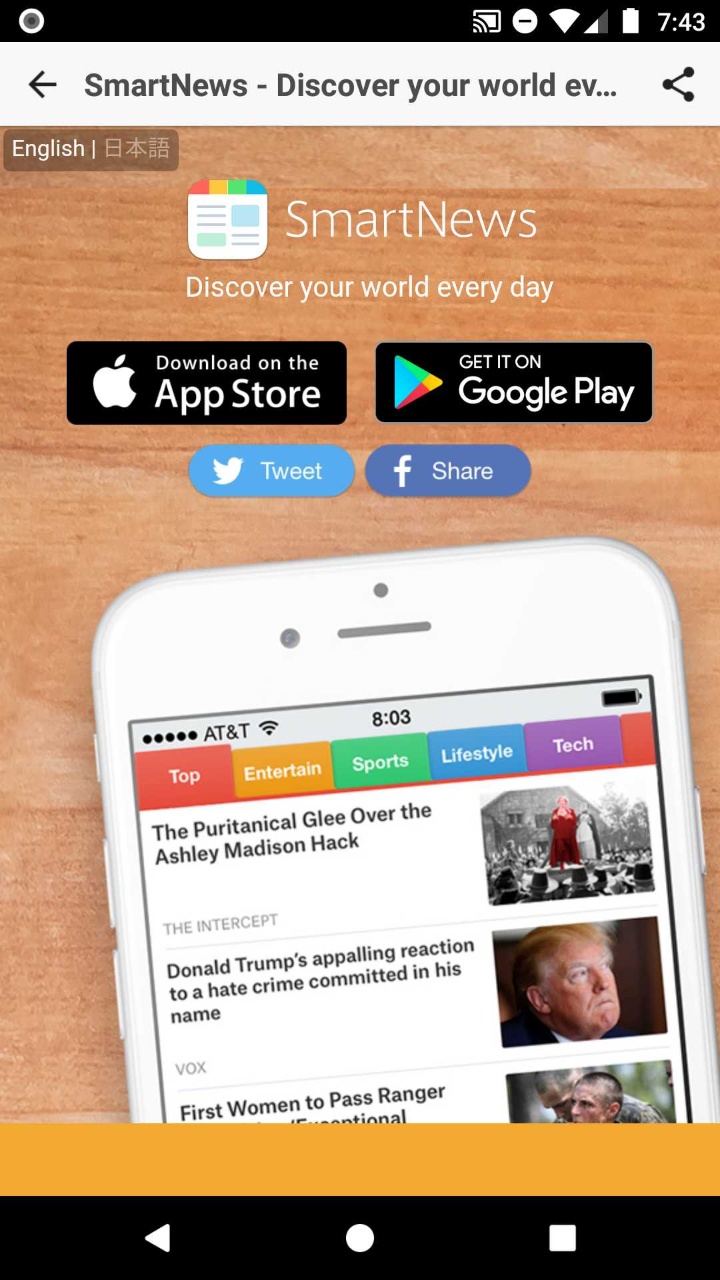 7:43
SmartNews - Discover your world ev...
English | 日本語
SmartNews
Discover your world every day
Download on the
App Store
GET IT ON
Google Play
Tweet
Share
AT&T
8:03
Top
Entertain
Sports
Lifestyle
Tech
The Puritanical Glee Over the
Ashley Madison Hack
THE INTERCEPT
Donald Trump's appalling reaction
to a hate crime committed in his
name
VOX
First Women to Pass Ranger